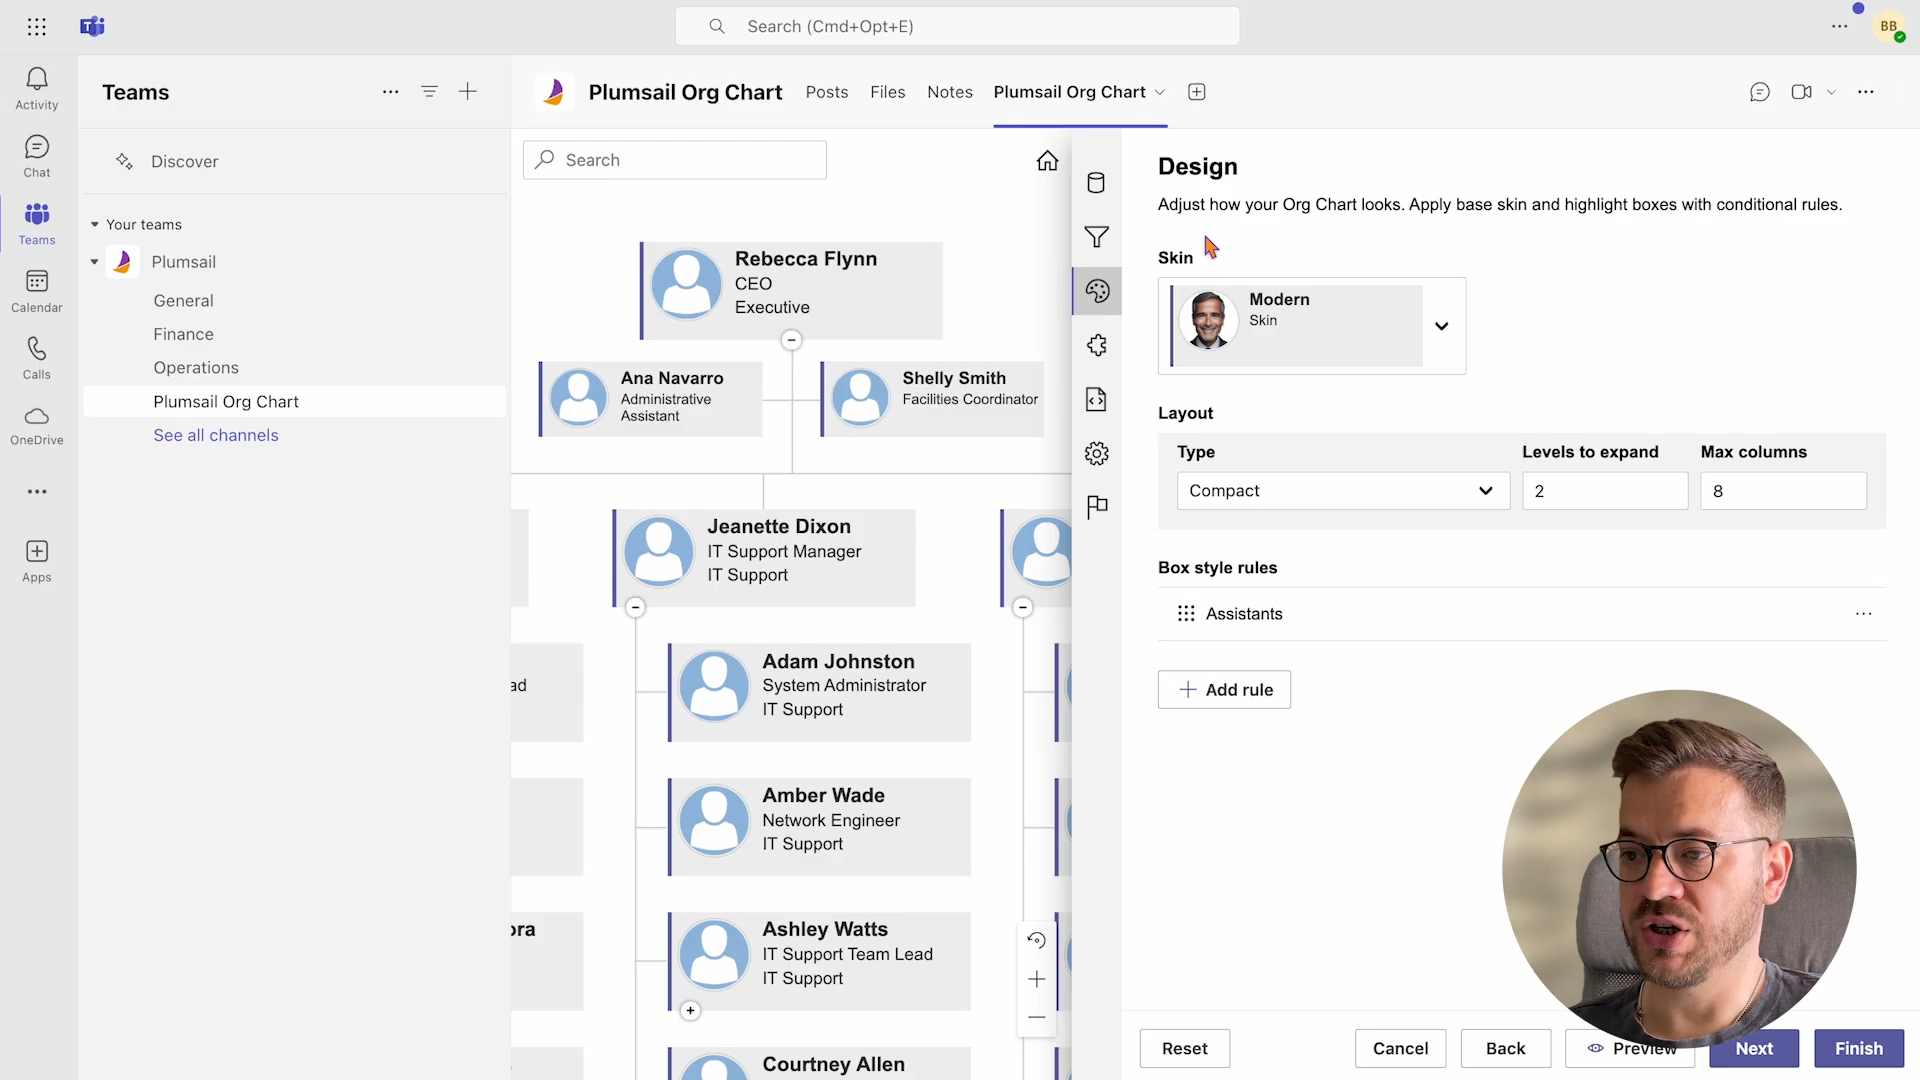 Search (Cmd+Opt+E)
BB
Activity
Chat
Teams
Calendar
Calls
OneDrive
Apps
Teams
Discover
Your teams
Plumsail
General
Finance
Operations
Plumsail Org Chart
See all channels
Plumsail Org Chart
Posts
Files
Notes
Plumsail Org Chart
Search
Rebecca Flynn
CEO
Executive
Ana Navarro
Administrative
Assistant
Shelly Smith
Facilities Coordinator
Jeanette Dixon
IT Support Manager
IT Support
ad
Adam Johnston
System Administrator
IT Support
Amber Wade
Network Engineer
IT Support
ora
Ashley Watts
IT Support Team Lead
IT Support
Courtney Allen
Design
Adjust how your Org Chart looks. Apply base skin and highlight boxes with conditional rules.
Skin
Modern
Skin
Layout
Type
Levels to expand
Max columns
Compact
2
8
Box style rules
Assistants
Add rule
Reset
Cancel
Back
Preview
Next
Finish